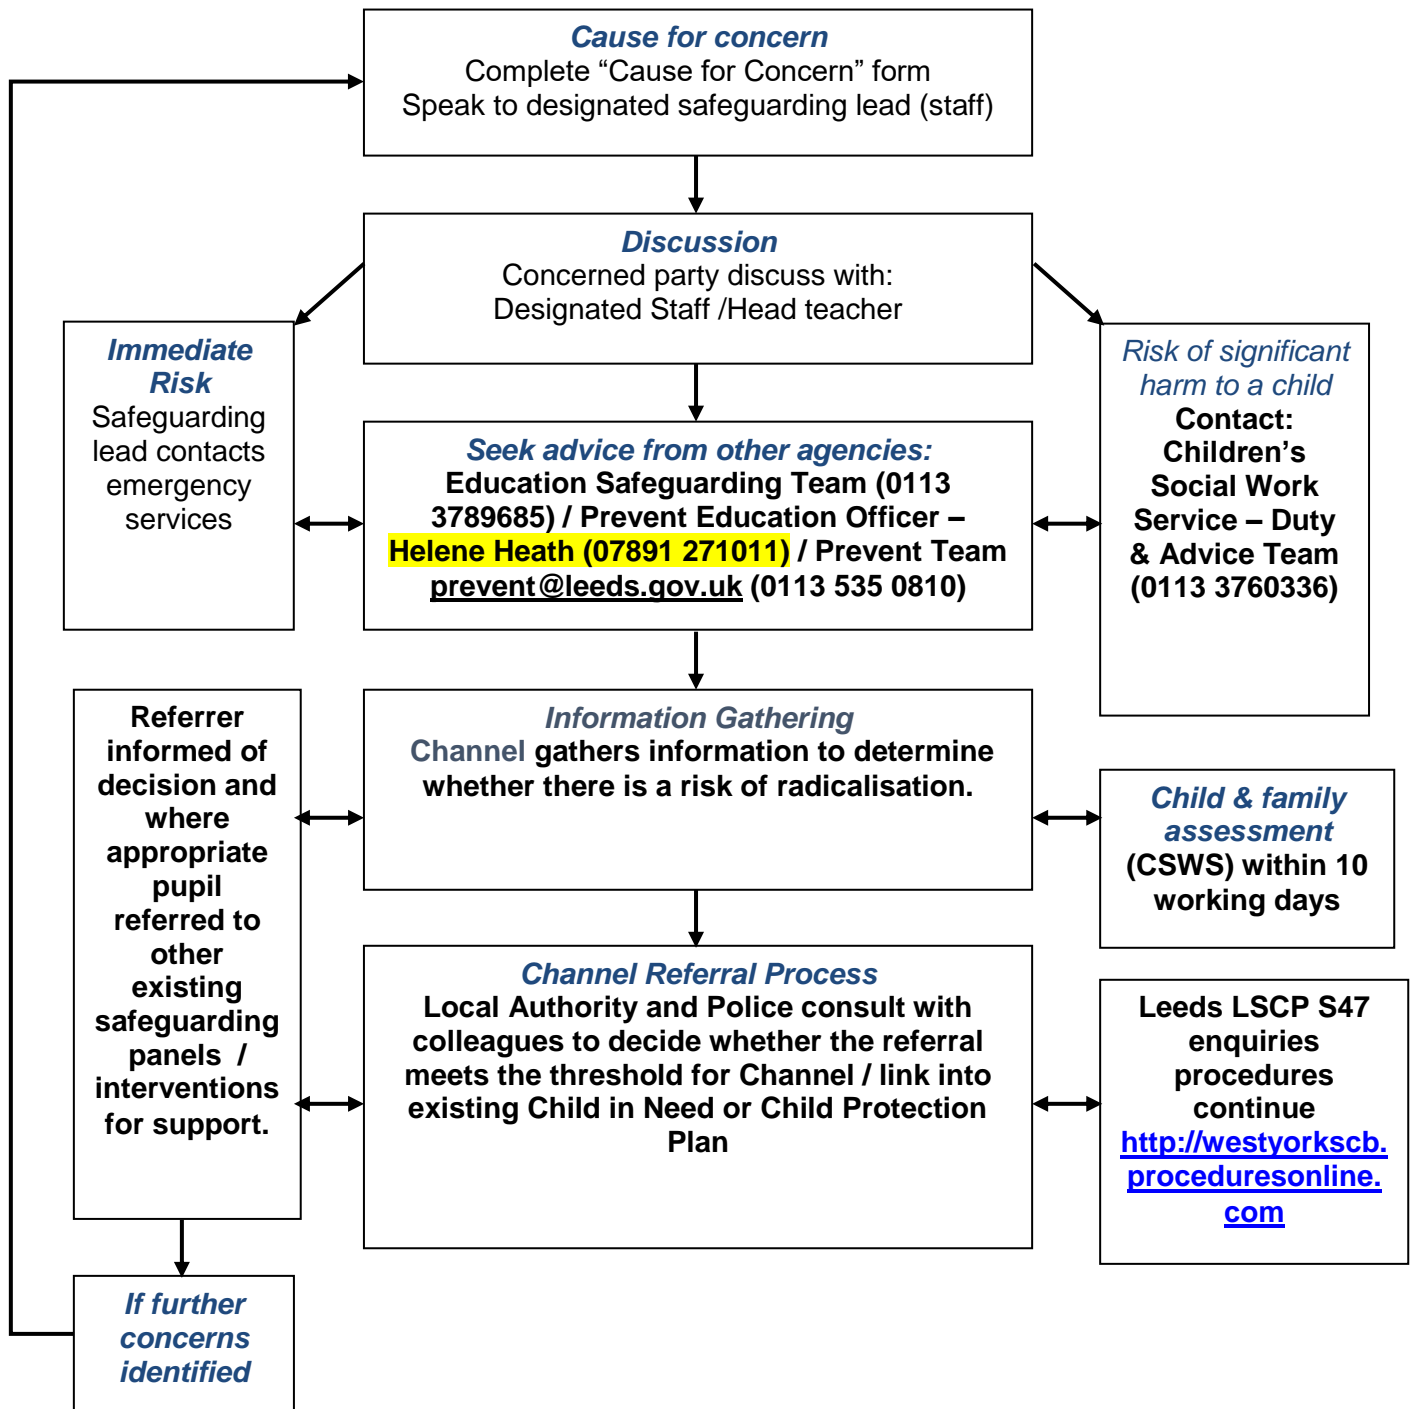 Cause for concern
Complete “Cause for Concern” form
Speak to designated safeguarding lead (staff)
Discussion
Concerned party discuss with:
Designated Staff /Head teacher
Immediate
Risk
Safeguarding
lead contacts
emergency
services
Seek advice from other agencies:
Education Safeguarding Team (0113
3789685) / Prevent Education Officer –
Helene Heath (07891 271011) / Prevent Team
prevent@leeds.gov.uk (0113 535 0810)
Risk of significant
harm to a child
Contact:
Children’s
Social Work
Service – Duty
& Advice Team
(0113 3760336)
Referrer
informed of
decision and
where
appropriate
pupil
referred to
other
existing
safeguarding
panels /
interventions
for support.
Information Gathering
Channel gathers information to determine
whether there is a risk of radicalisation.
Child & family
assessment
(CSWS) within 10
working days
Channel Referral Process
Local Authority and Police consult with
colleagues to decide whether the referral
meets the threshold for Channel / link into
existing Child in Need or Child Protection
Plan
Leeds LSCP S47
enquiries
procedures
continue
http://westyorkscb.
proceduresonline.
com
If further
concerns
identified